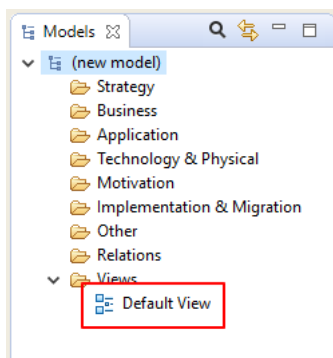 Models
(new model)
Strategy
Business
Application
Technology & Physical
Motivation
Implementation & Migration
Other
Relations
Views
Default View